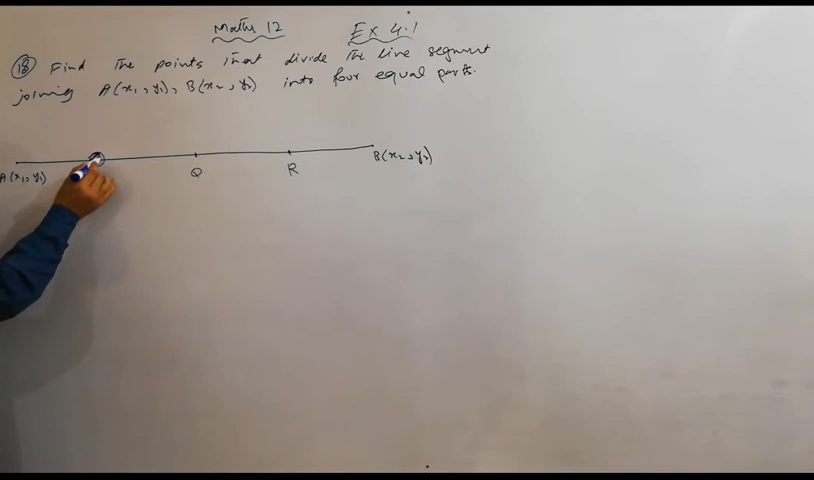 Maths 12 Ex 4.1
18 Find the points that divide the line segment
joining A(x₁, y₁), B(x₂, y₂) into four equal parts.
A(x₁, y₁) Q R B(x₂, y₂)